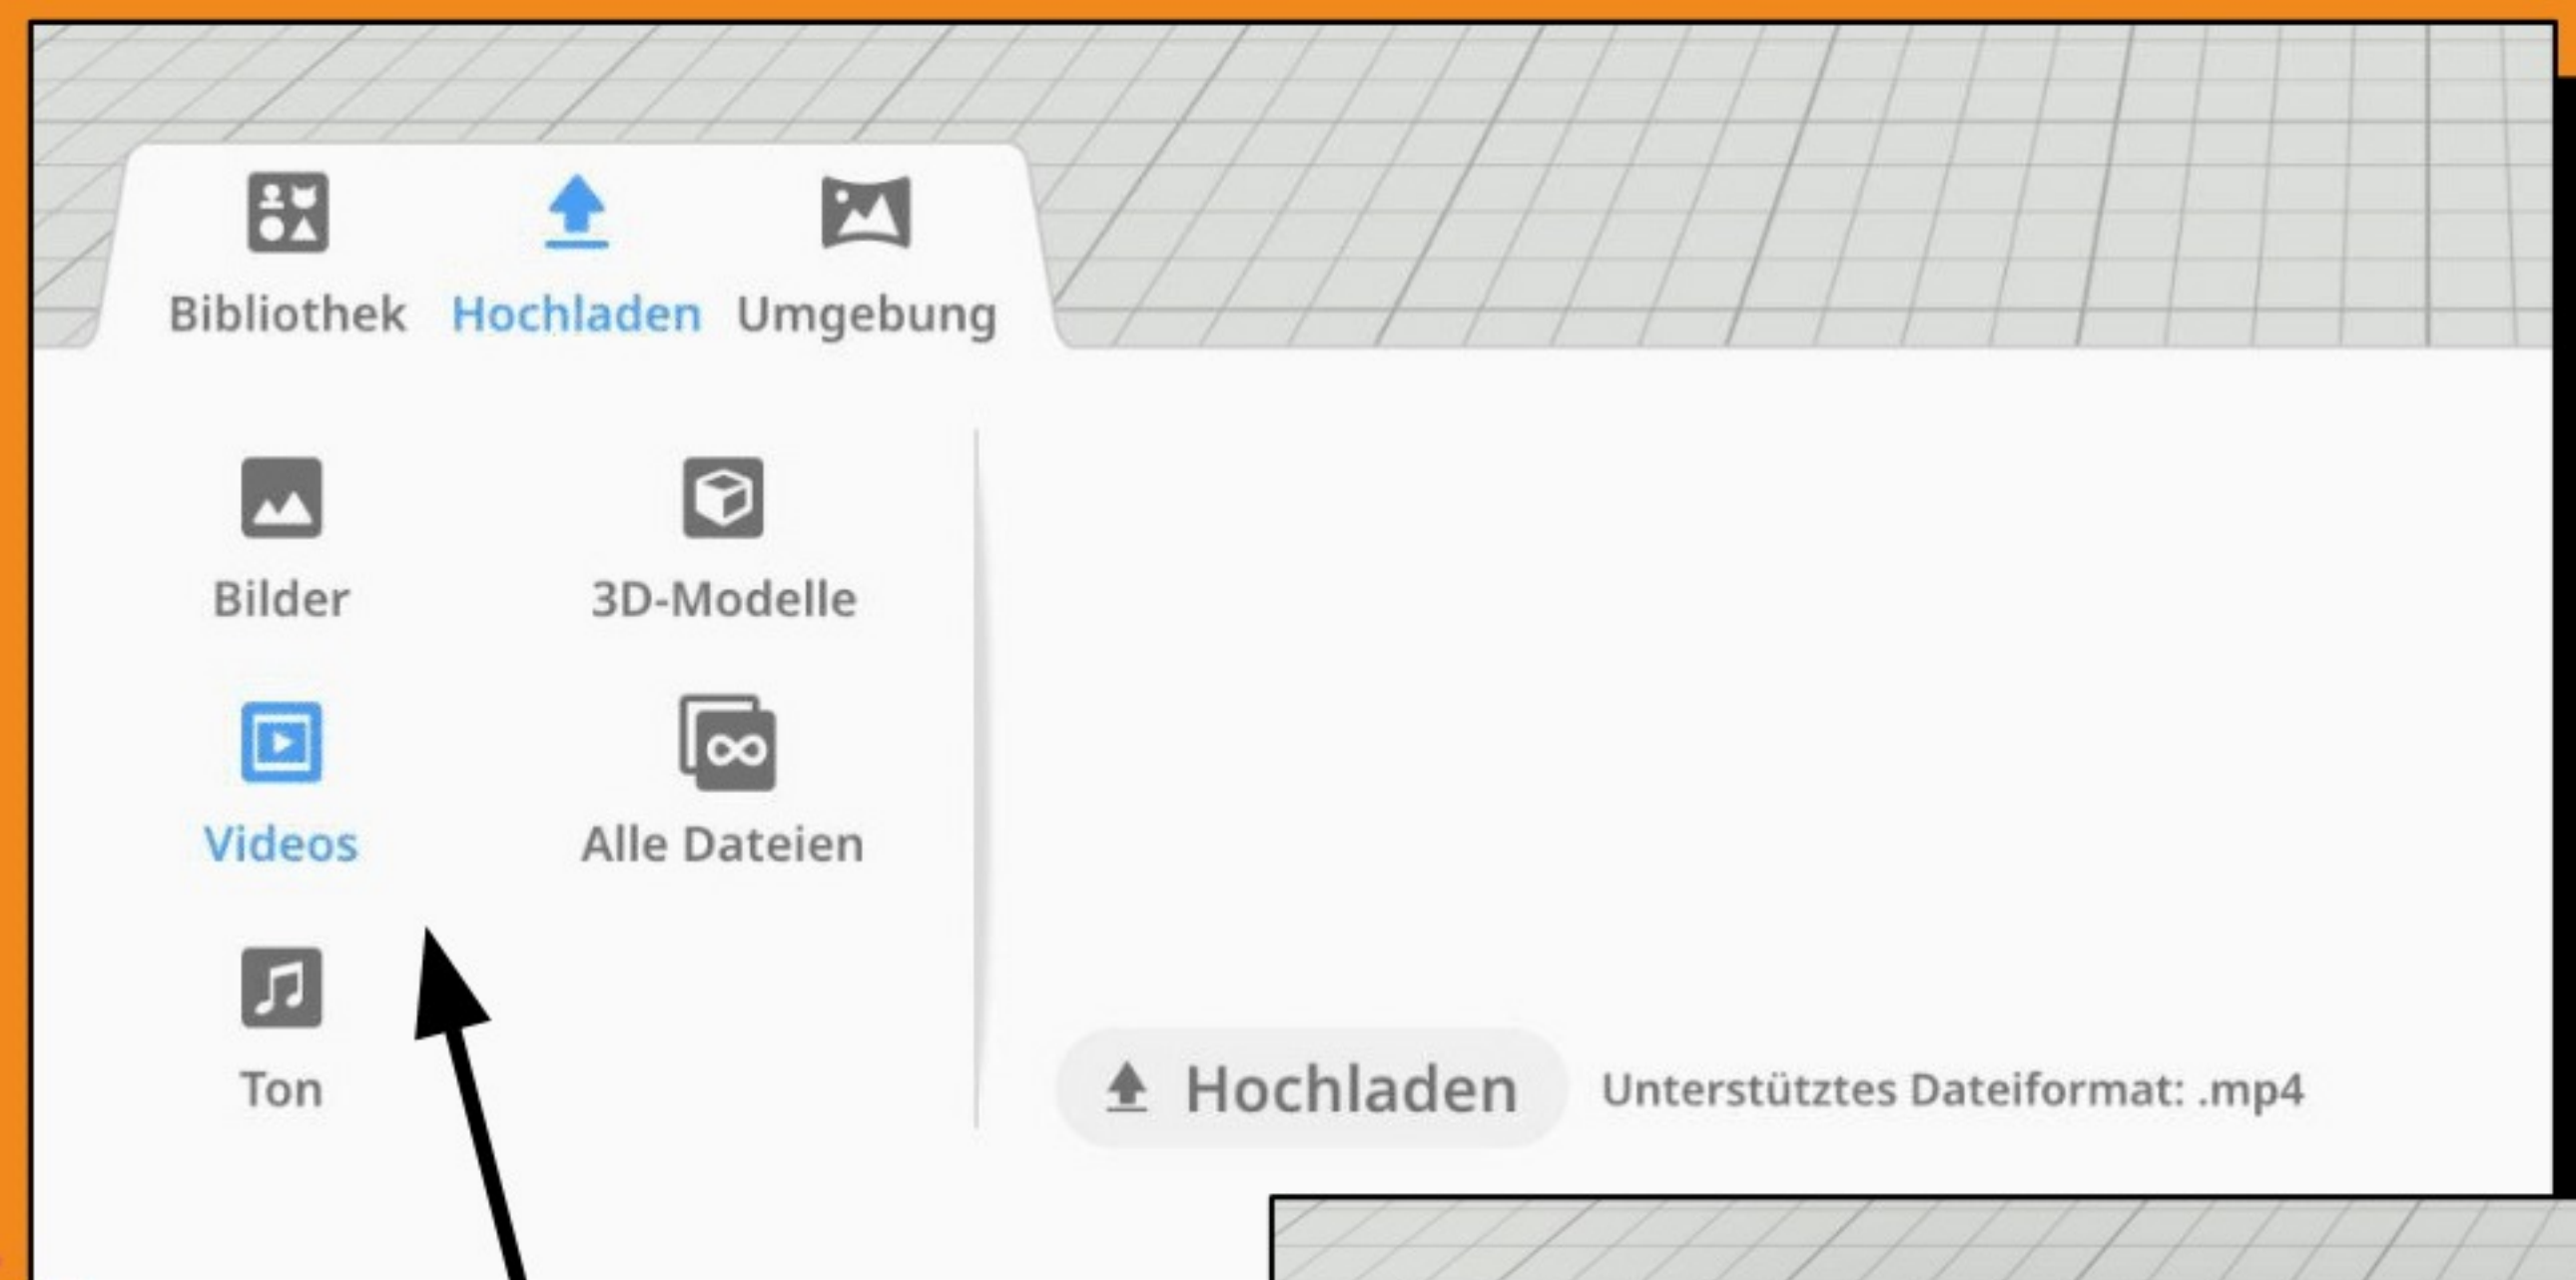 Bibliothek Hochladen Umgebung
Bilder 3D-Modelle
Videos Alle Dateien
Ton
Hochladen Unterstütztes Dateiformat: .mp4